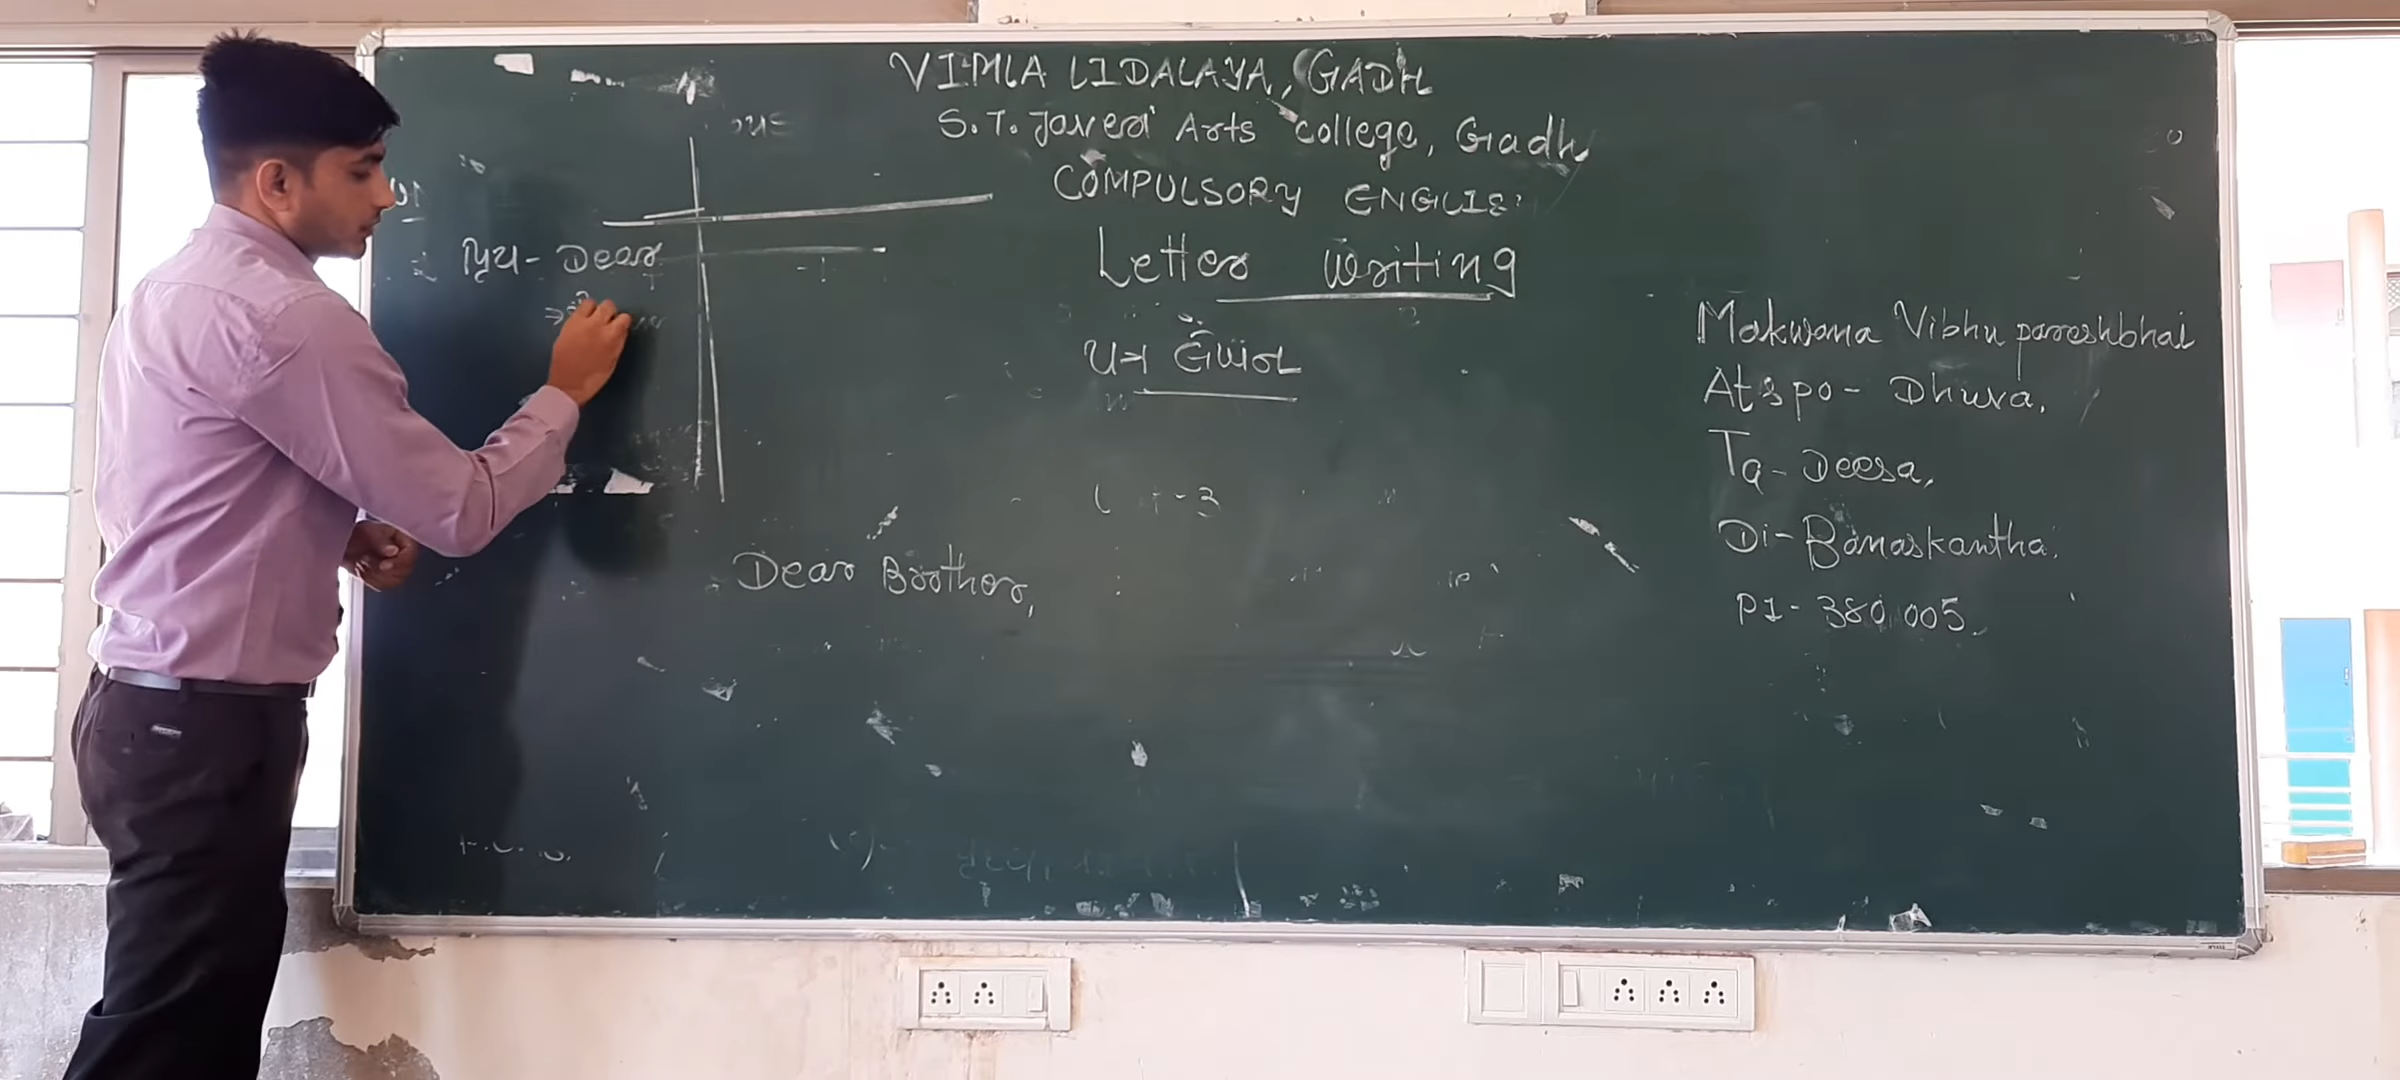 VIMLA LIDALAYA, GADH
S.T. Javeri Arts College, Gadh
COMPULSORY ENGLIS
Letter Writing
પત્ર લેખન
પ્રિય - Dear
Dear Brother,
Makwana Vibhu pareshbhai
At & po - Dhuva.
Ta - Deesa,
Di - Banaskantha.
PI - 380,005.